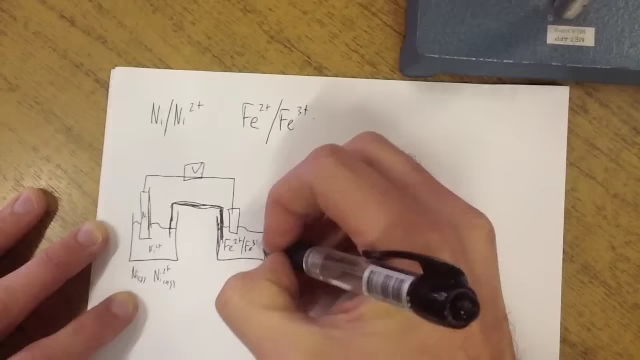 Ni/Ni²⁺ Fe²⁺/Fe³⁺
V
Ni²⁺ Fe²⁺/Fe³⁺
Ni(s) Ni²⁺(aq)